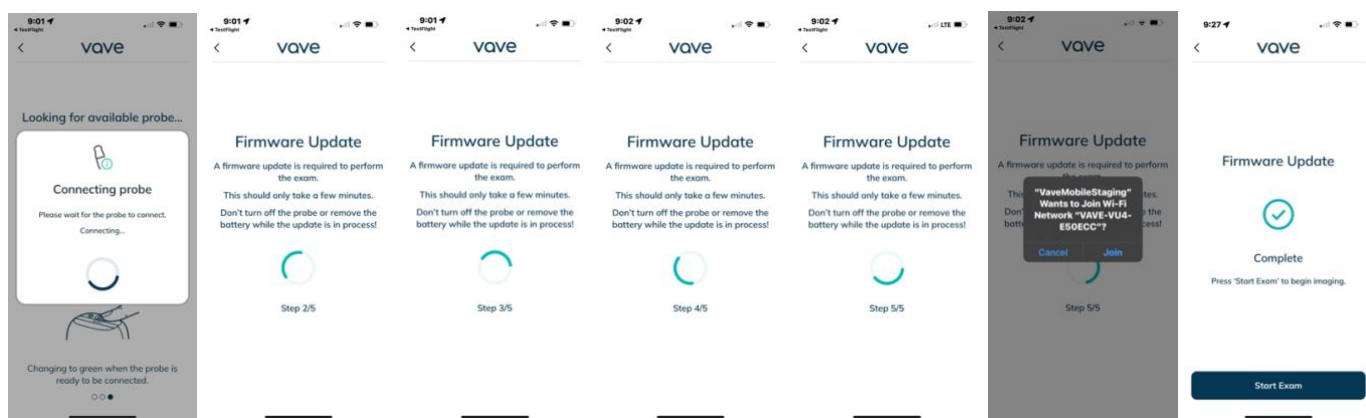 9:01
◂ TestFlight
vave
Looking for available probe...
Connecting probe
Please wait for the probe to connect.
Connecting...
Changing to green when the probe is
ready to be connected.
9:01
◂ TestFlight
vave
Firmware Update
A firmware update is required to perform
the exam.
This should only take a few minutes.
Don't turn off the probe or remove the
battery while the update is in process!
Step 2/5
9:01
◂ TestFlight
vave
Firmware Update
A firmware update is required to perform
the exam.
This should only take a few minutes.
Don't turn off the probe or remove the
battery while the update is in process!
Step 3/5
9:02
◂ TestFlight
vave
Firmware Update
A firmware update is required to perform
the exam.
This should only take a few minutes.
Don't turn off the probe or remove the
battery while the update is in process!
Step 4/5
9:02
◂ TestFlight
LTE
vave
Firmware Update
A firmware update is required to perform
the exam.
This should only take a few minutes.
Don't turn off the probe or remove the
battery while the update is in process!
Step 5/5
9:02
◂ TestFlight
vave
Firmware Update
A firmware update is required to perform
the exam.
"VaveMobileStaging"
Wants to Join Wi-Fi
Network "VAVE-VU4-
E50ECC"?
Cancel Join
Step 5/5
9:27
vave
Firmware Update
Complete
Press 'Start Exam' to begin imaging.
Start Exam